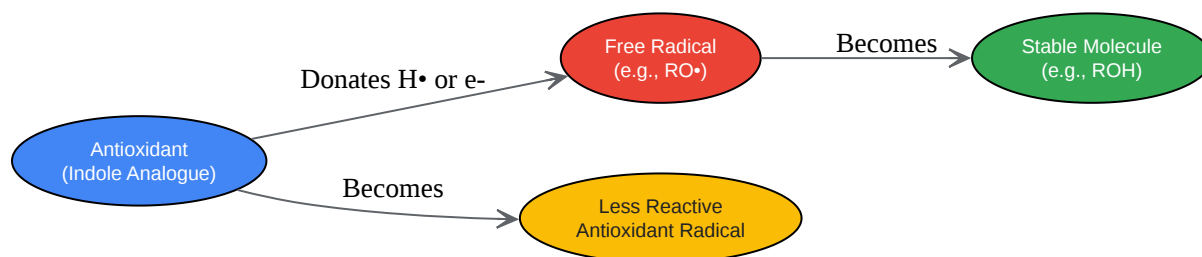 Free Radical
(e.g., RO•)
Becomes
Stable Molecule
(e.g., ROH)
Donates H• or e-
Antioxidant
(Indole Analogue)
Becomes
Less Reactive
Antioxidant Radical